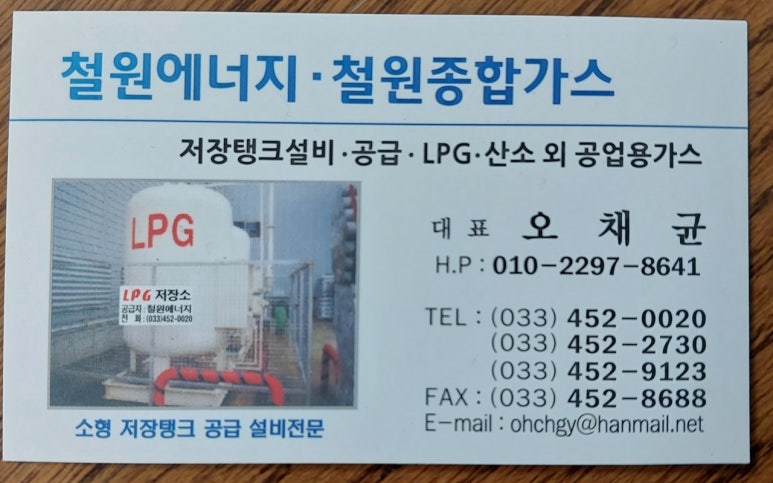 철원에너지·철원종합가스
저장탱크설비·공급·LPG·산소 외 공업용가스
LPG
LPG 저장소
공급자: 철원에너지
전 화: (033)452-0020
소형 저장탱크 공급 설비전문
대 표 오 채 균
H.P : 010-2297-8641
TEL : (033) 452-0020
(033) 452-2730
(033) 452-9123
FAX : (033) 452-8688
E-mail : ohchgy@hanmail.net